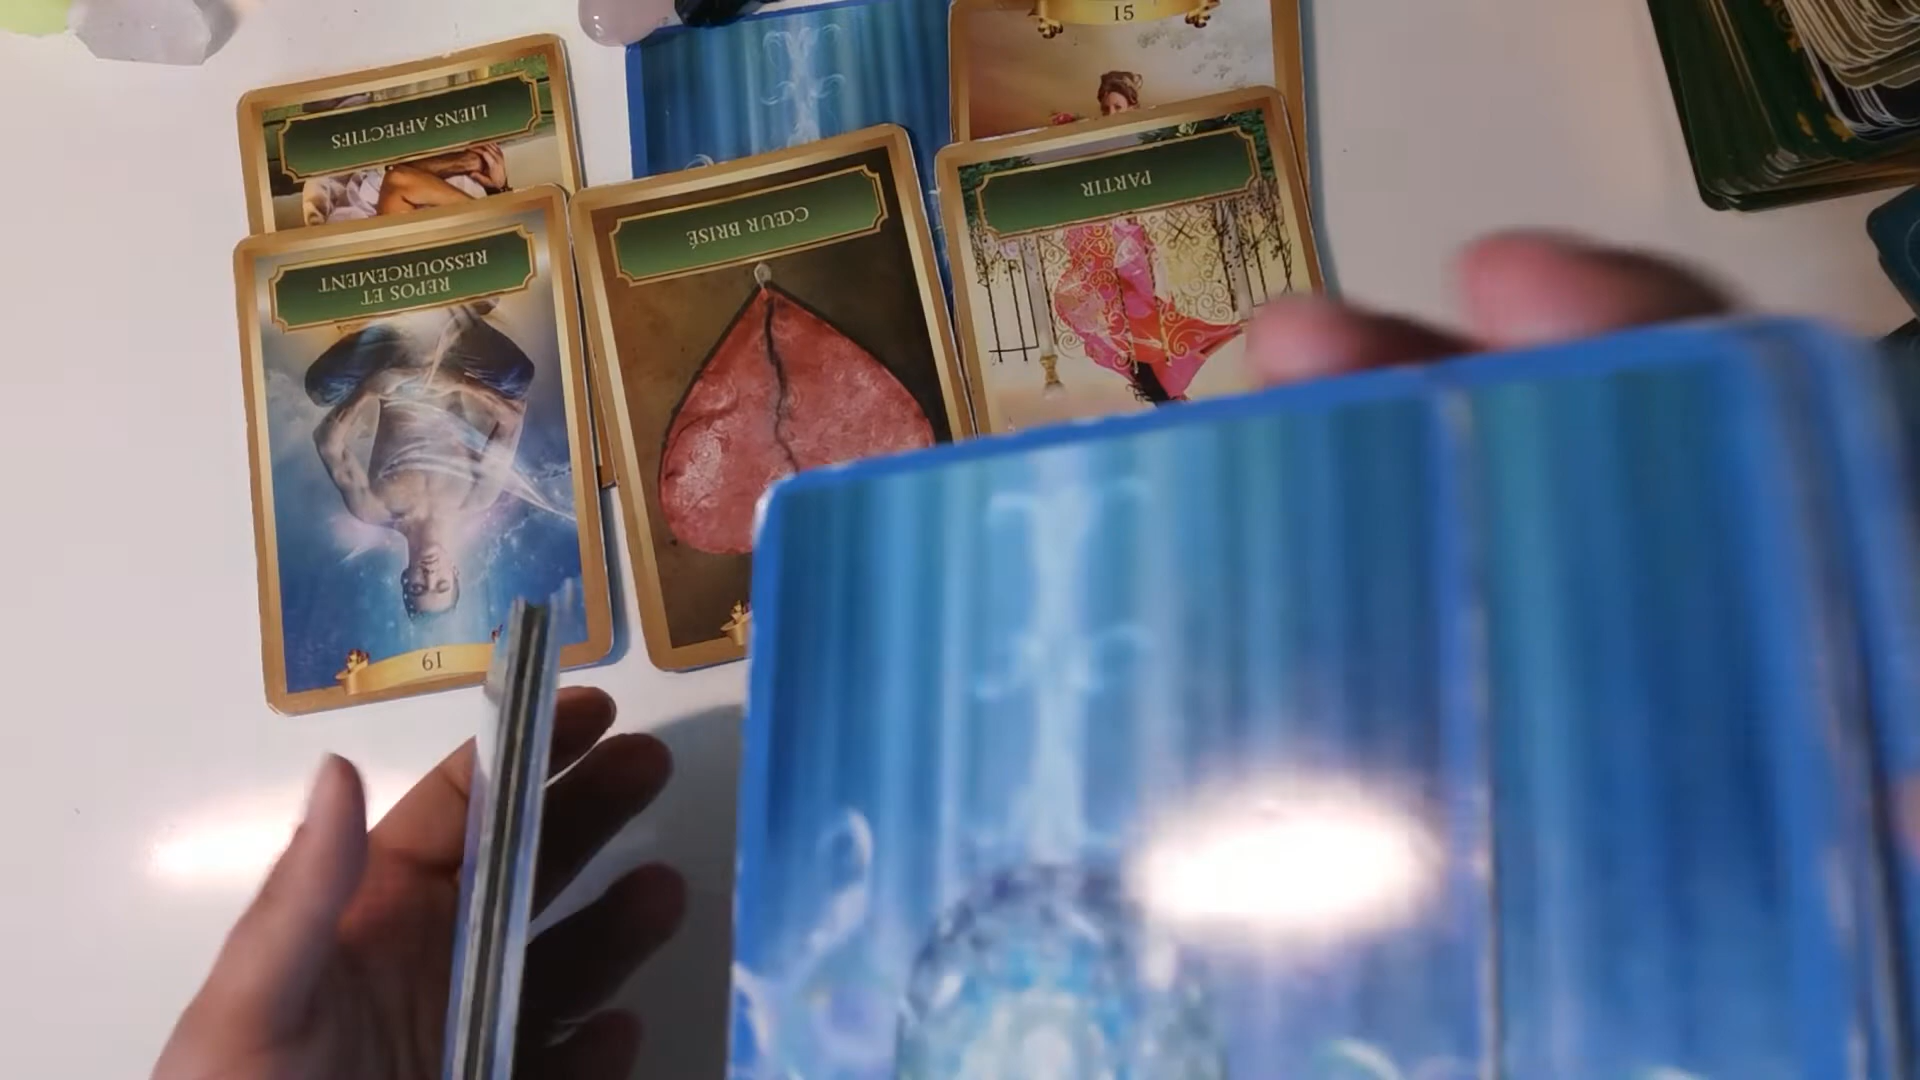 15
LIENS AFFECTIFS
PARTIR
CŒUR BRISÉ
REPOS ET
RESSOURCEMENT
19